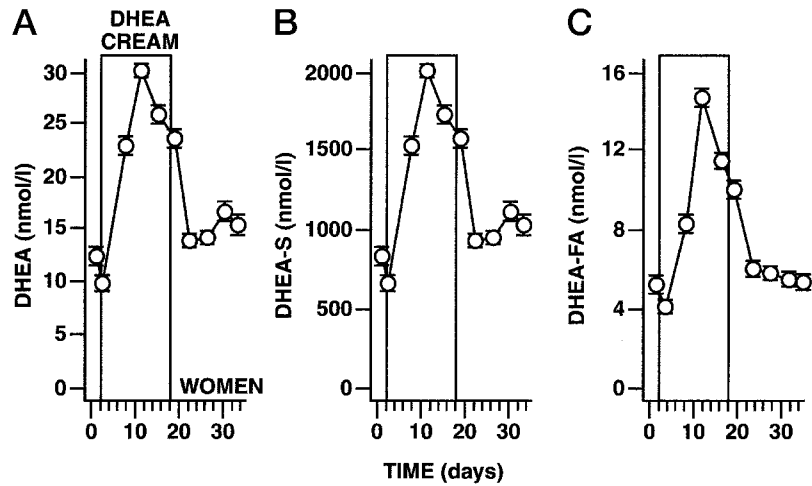 A
DHEA
CREAM
B
C
DHEA (nmol/l)
30
25
20
15
10
5
0
WOMEN
0 10 20 30
DHEA-S (nmol/l)
2000
1500
1000
500
0
0 10 20 30
DHEA-FA (nmol/l)
16
12
8
4
0
0 10 20 30
TIME (days)